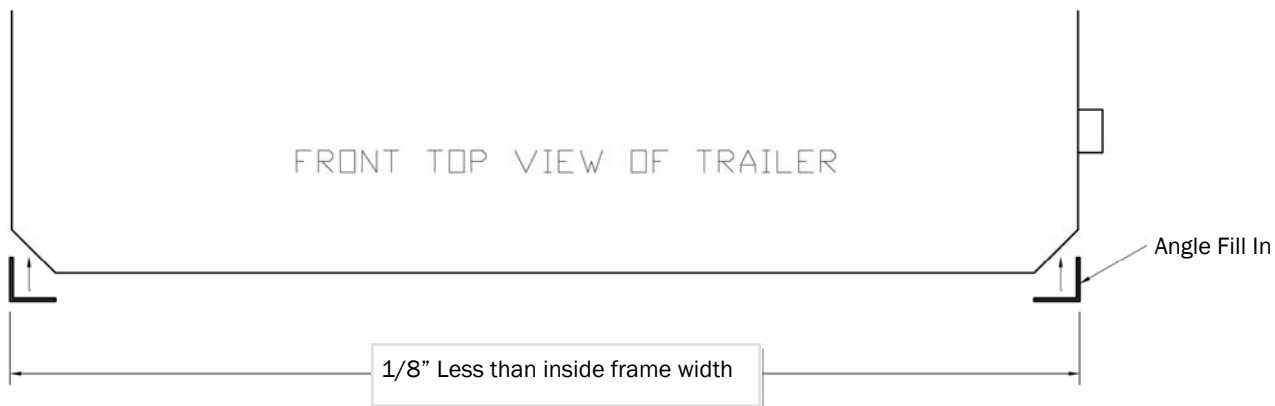 FRONT TOP VIEW OF TRAILER
Angle Fill In
1/8” Less than inside frame width